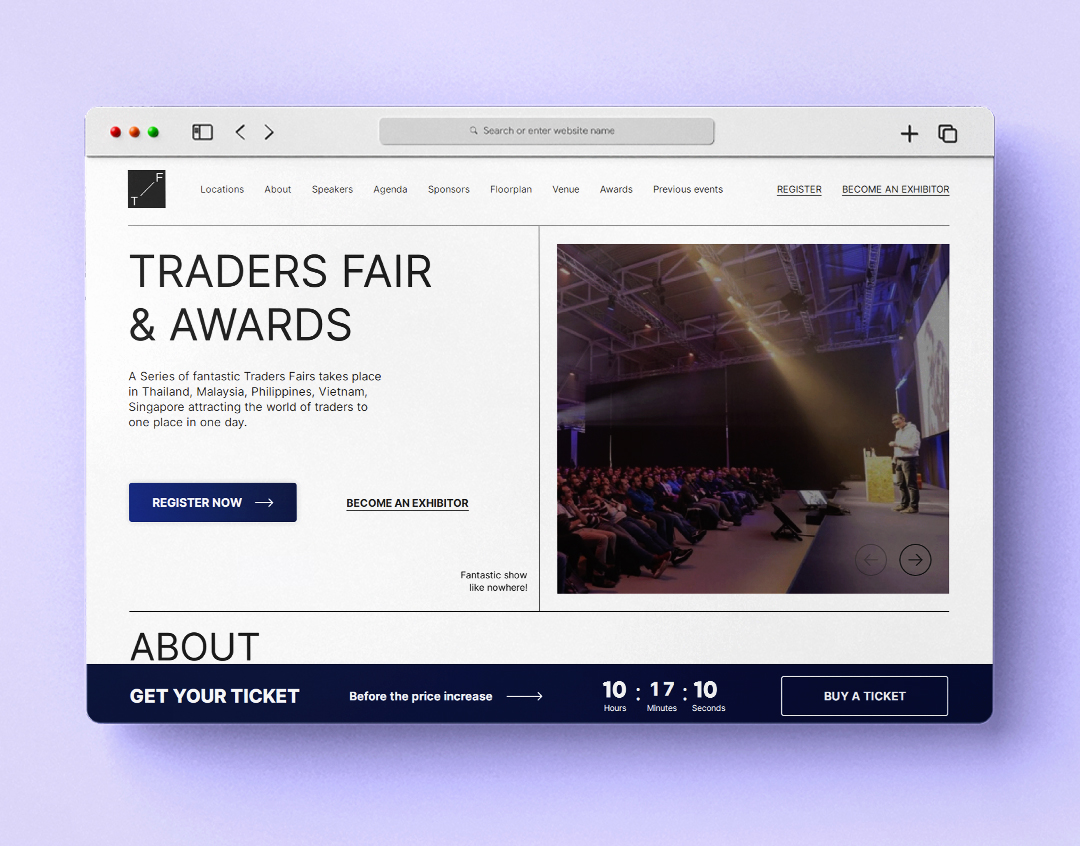 Search or enter website name
F
T
Locations About Speakers Agenda Sponsors Floorplan Venue Awards Previous events REGISTER BECOME AN EXHIBITOR
TRADERS FAIR
& AWARDS
A Series of fantastic Traders Fairs takes place
in Thailand, Malaysia, Philippines, Vietnam,
Singapore attracting the world of traders to
one place in one day.
REGISTER NOW
BECOME AN EXHIBITOR
Fantastic show
like nowhere!
ABOUT
GET YOUR TICKET
Before the price increase
10 : 17 : 10
Hours Minutes Seconds
BUY A TICKET